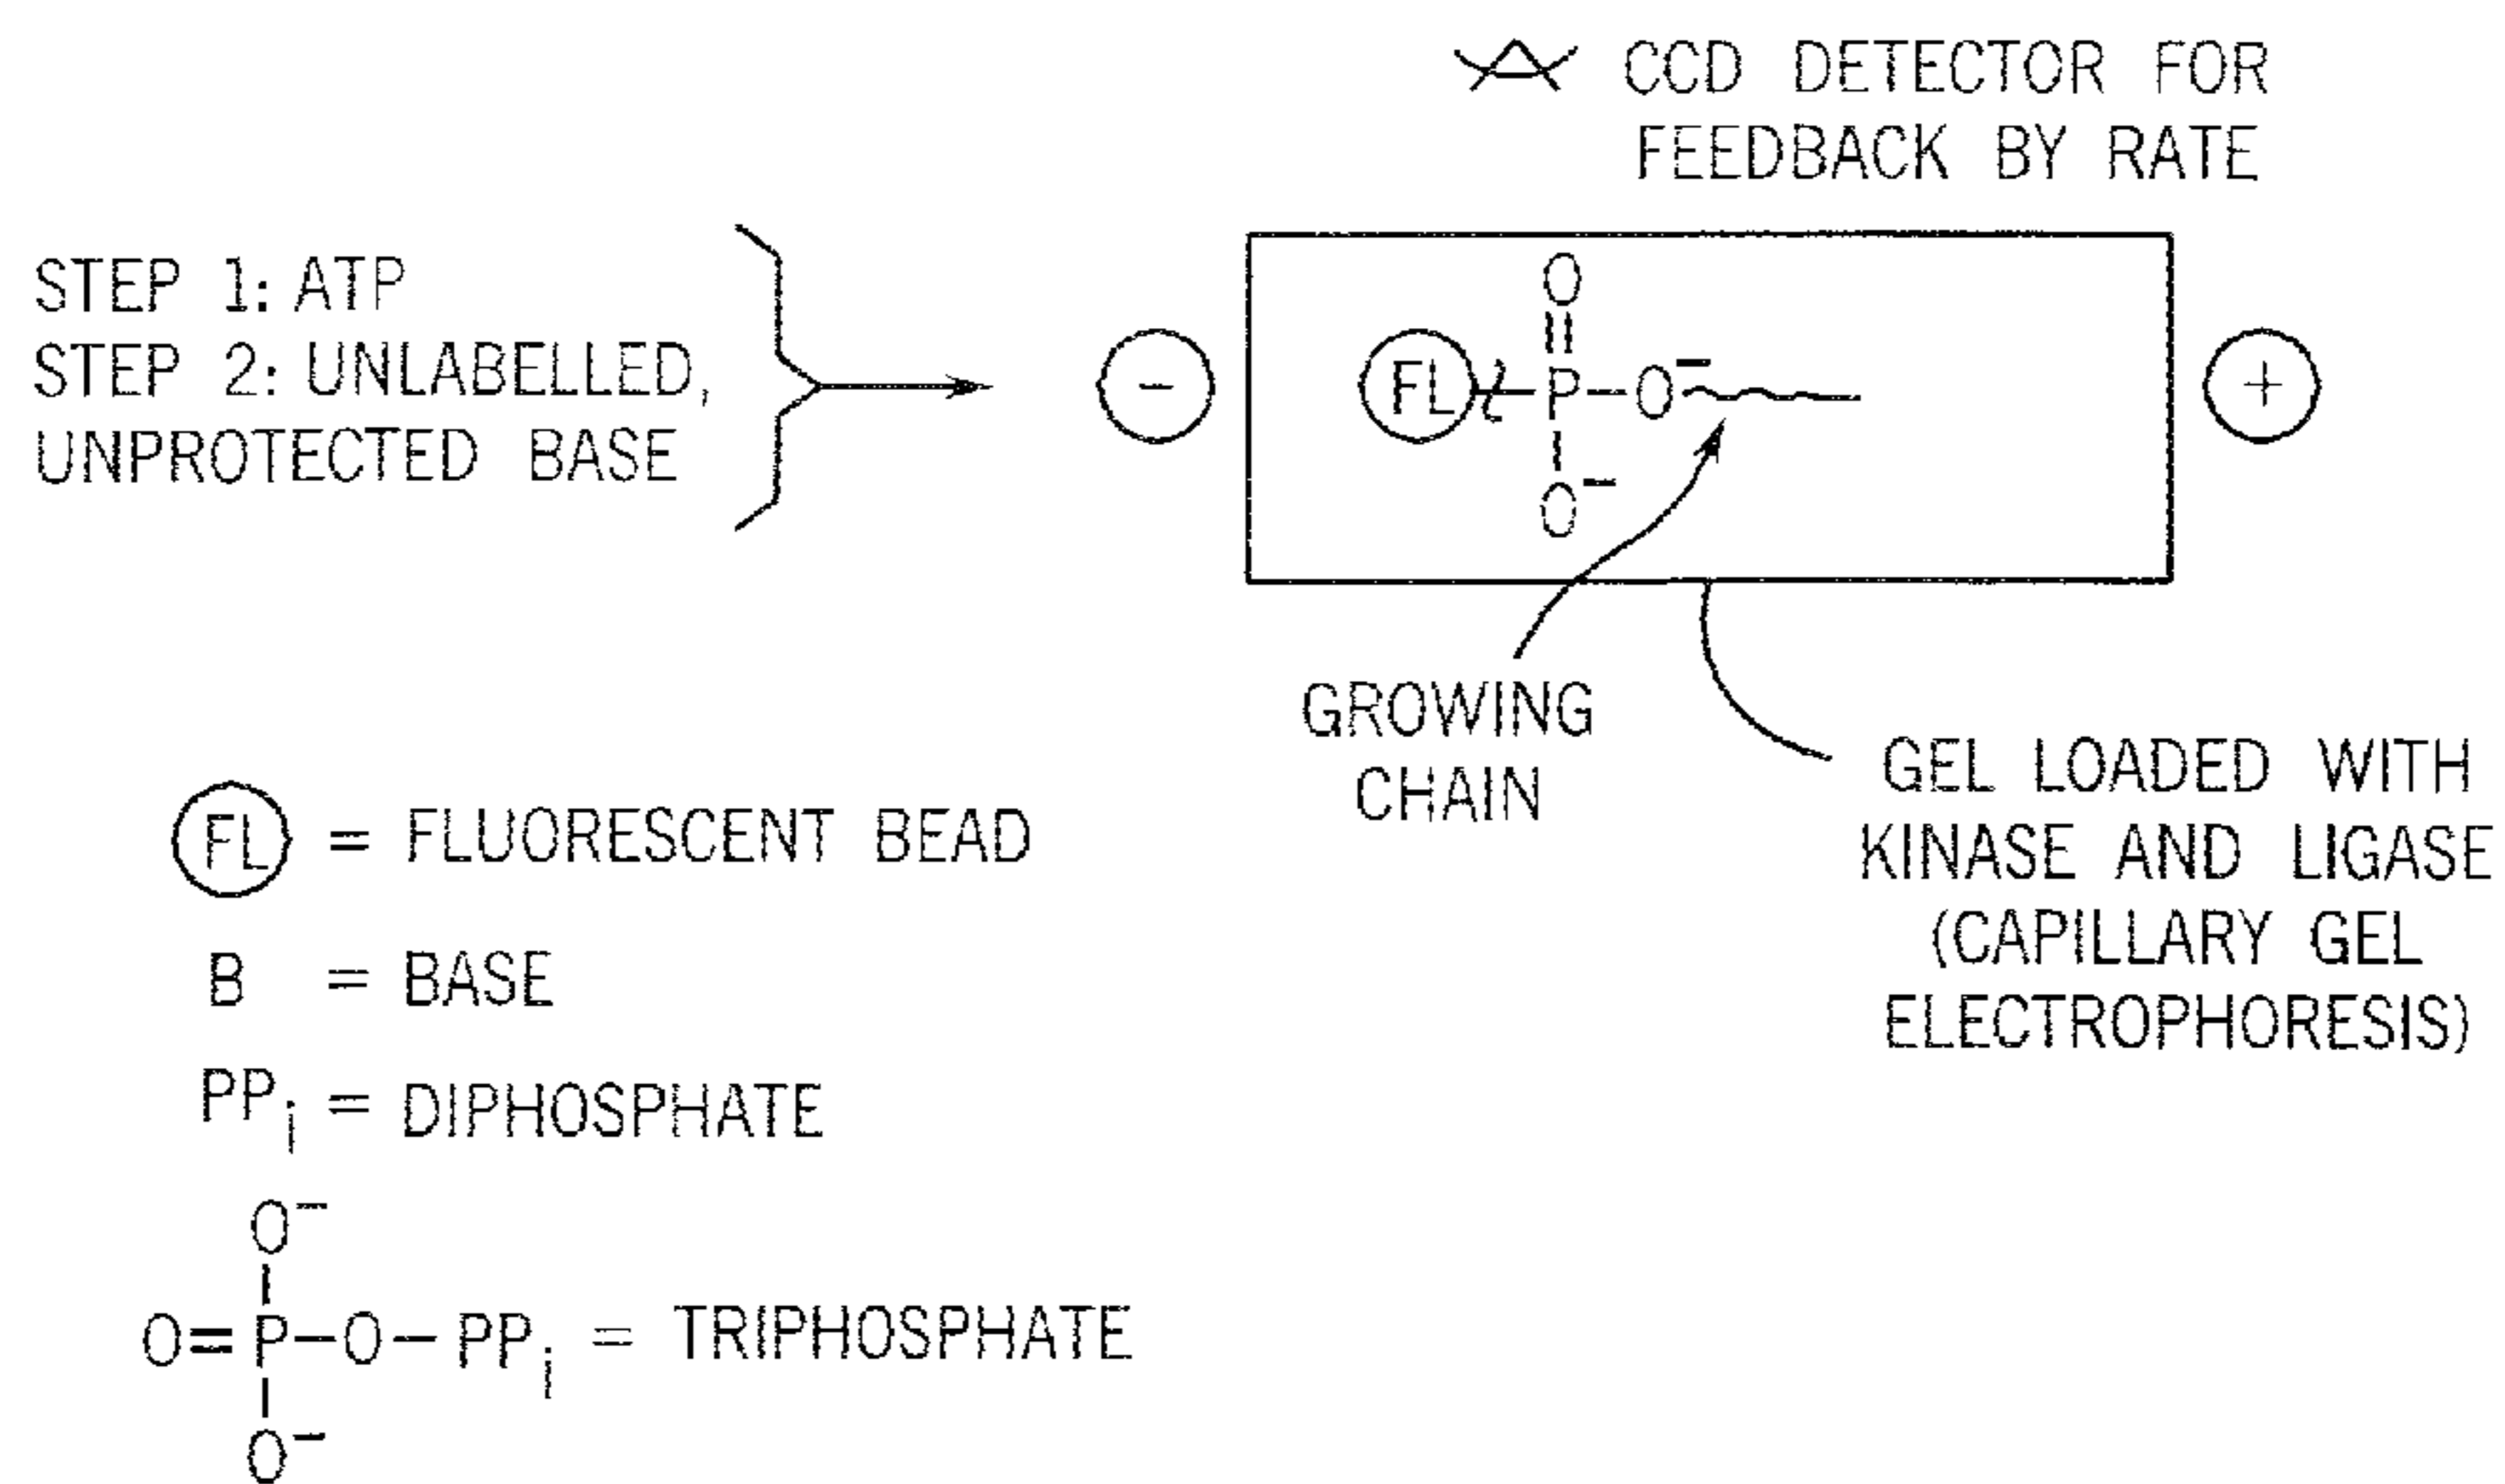 CCD DETECTOR FOR
FEEDBACK BY RATE
STEP 1: ATP
STEP 2: UNLABELLED,
UNPROTECTED BASE
−
O
FL P O−
O−
+
GROWING
CHAIN
GEL LOADED WITH
KINASE AND LIGASE
(CAPILLARY GEL
ELECTROPHORESIS)
FL = FLUORESCENT BEAD
B = BASE
PPi = DIPHOSPHATE
O−
O=P–O–PPi = TRIPHOSPHATE
O−